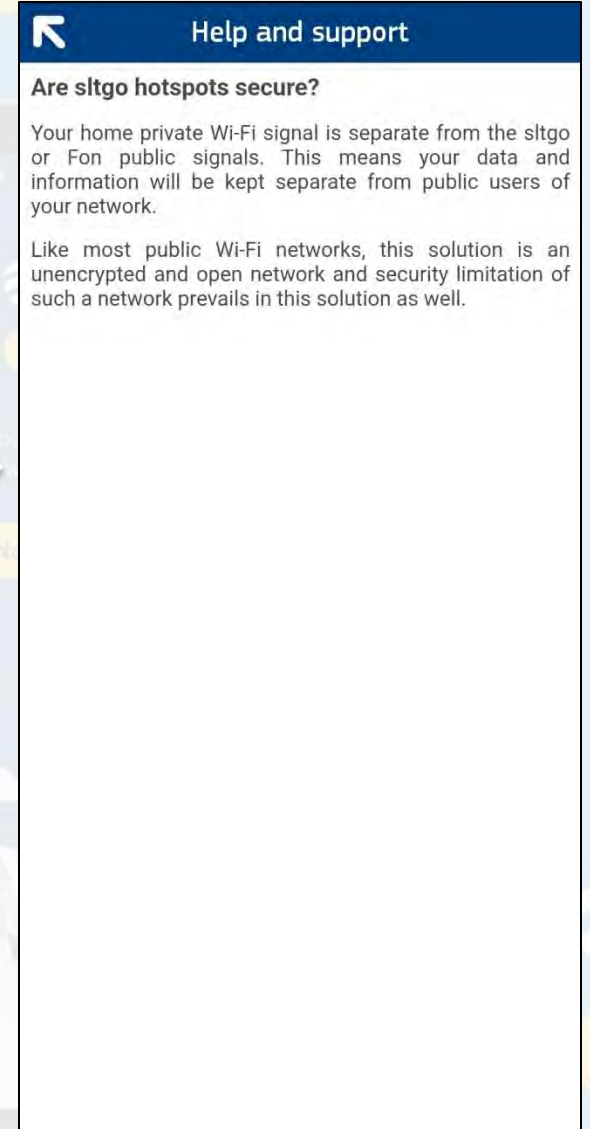 Help and support
Are sltgo hotspots secure?
Your home private Wi-Fi signal is separate from the sltgo
or Fon public signals. This means your data and
information will be kept separate from public users of
your network.
Like most public Wi-Fi networks, this solution is an
unencrypted and open network and security limitation of
such a network prevails in this solution as well.